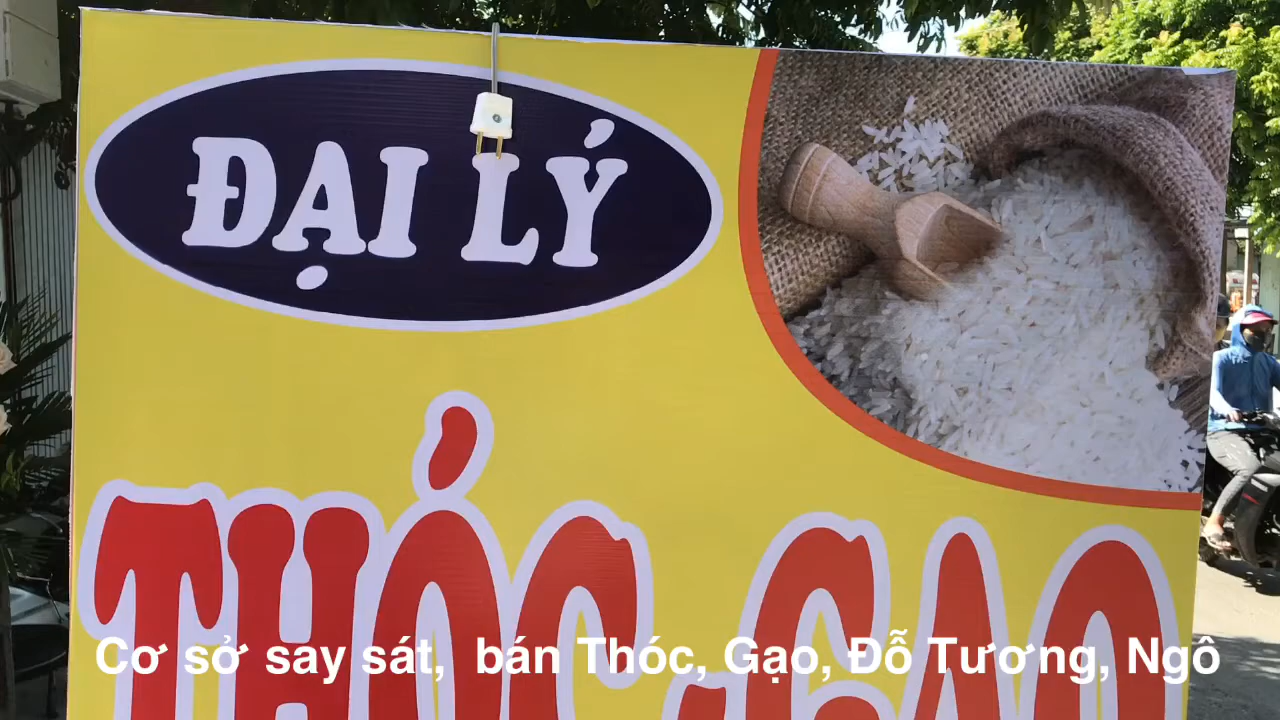 ĐẠI LÝ
THÓC - GẠO
Cơ sở say sát, bán Thóc, Gạo, Đỗ Tương, Ngô